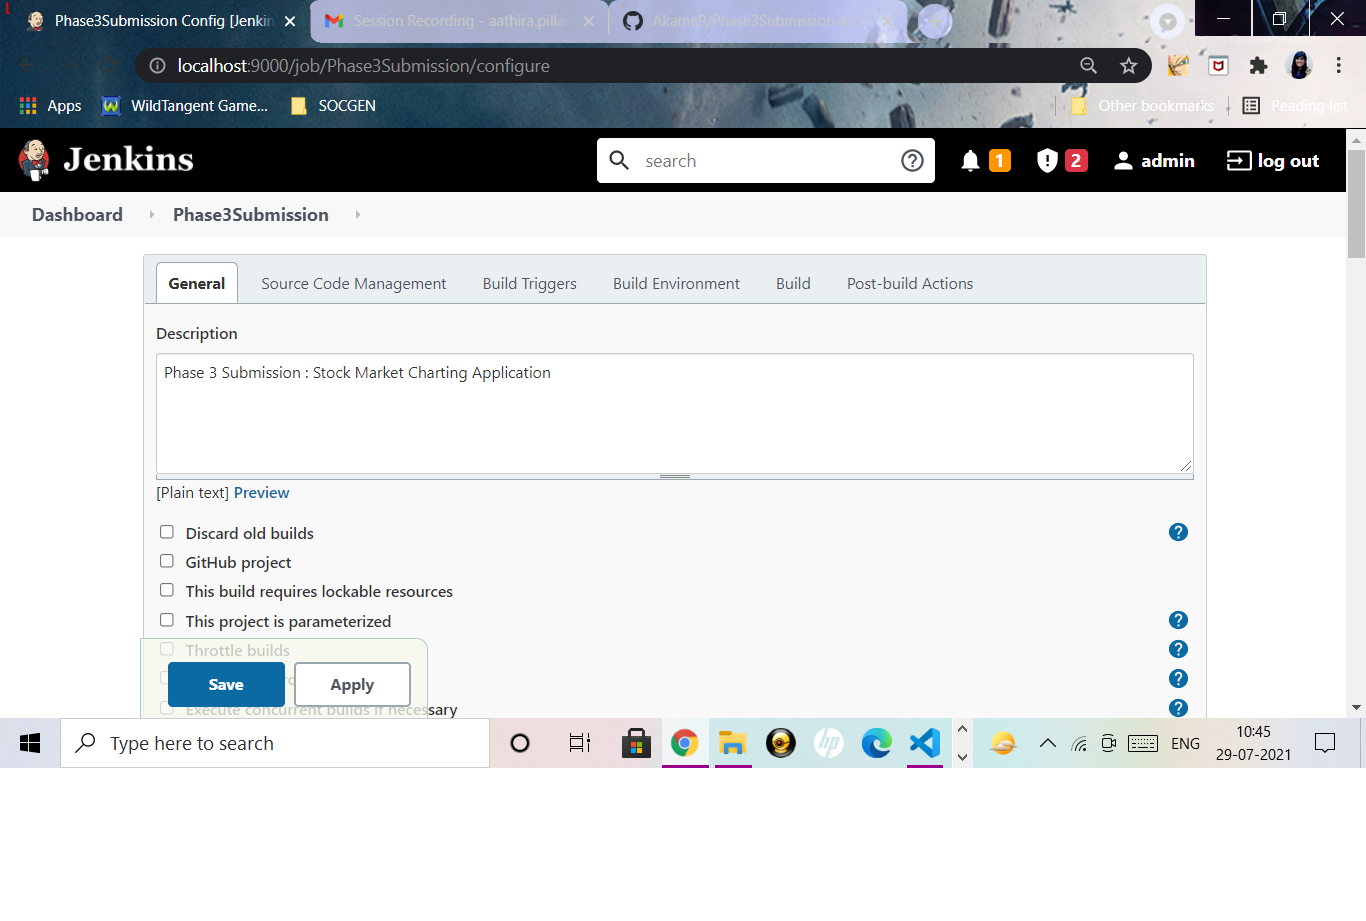 Phase3Submission Config [Jenkin
Session Recording - aathira.pillai
Akame9/Phase3Submission
localhost:9000/job/Phase3Submission/configure
Apps
WildTangent Game...
SOCGEN
Other bookmarks
Reading list
Jenkins
search
1
2
admin
log out
Dashboard
Phase3Submission
General
Source Code Management
Build Triggers
Build Environment
Build
Post-build Actions
Description
Phase 3 Submission : Stock Market Charting Application
[Plain text] Preview
Discard old builds
GitHub project
This build requires lockable resources
This project is parameterized
Throttle builds
Save
Apply
Execute concurrent builds if necessary
Type here to search
ENG
10:45
29-07-2021